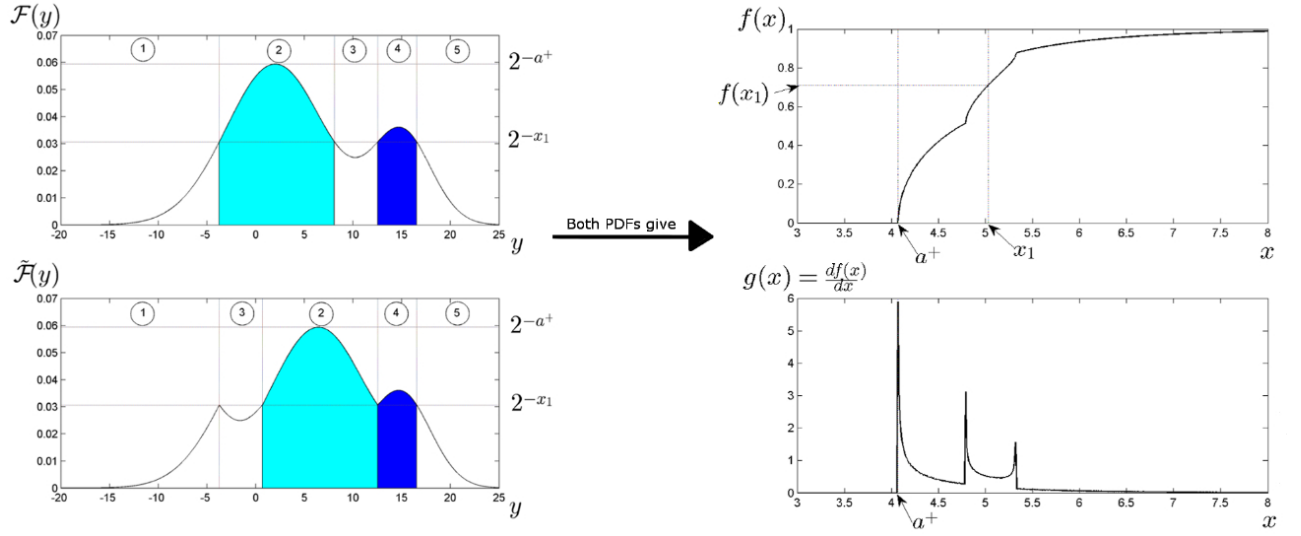 𝓕(y)
0.07
0.06
0.05
0.04
0.03
0.02
0.01
0
-20 -15 -10 -5 0 5 10 15 20 25
y
1 2 3 4 5
2^{-a^+}
2^{-x_1}
𝓕̃(y)
0.07
0.06
0.05
0.04
0.03
0.02
0.01
0
-20 -15 -10 -5 0 5 10 15 20 25
y
1 3 2 4 5
2^{-a^+}
2^{-x_1}
Both PDFs give
f(x)
1
0.8
f(x_1)
0.6
0.4
0.2
0
3 3.5 4 4.5 5 5.5 6 6.5 7 7.5 8
a^+ x_1 x
g(x) = \frac{df(x)}{dx}
6
5
4
3
2
1
0
3 3.5 4 4.5 5 5.5 6 6.5 7 7.5 8
a^+ x